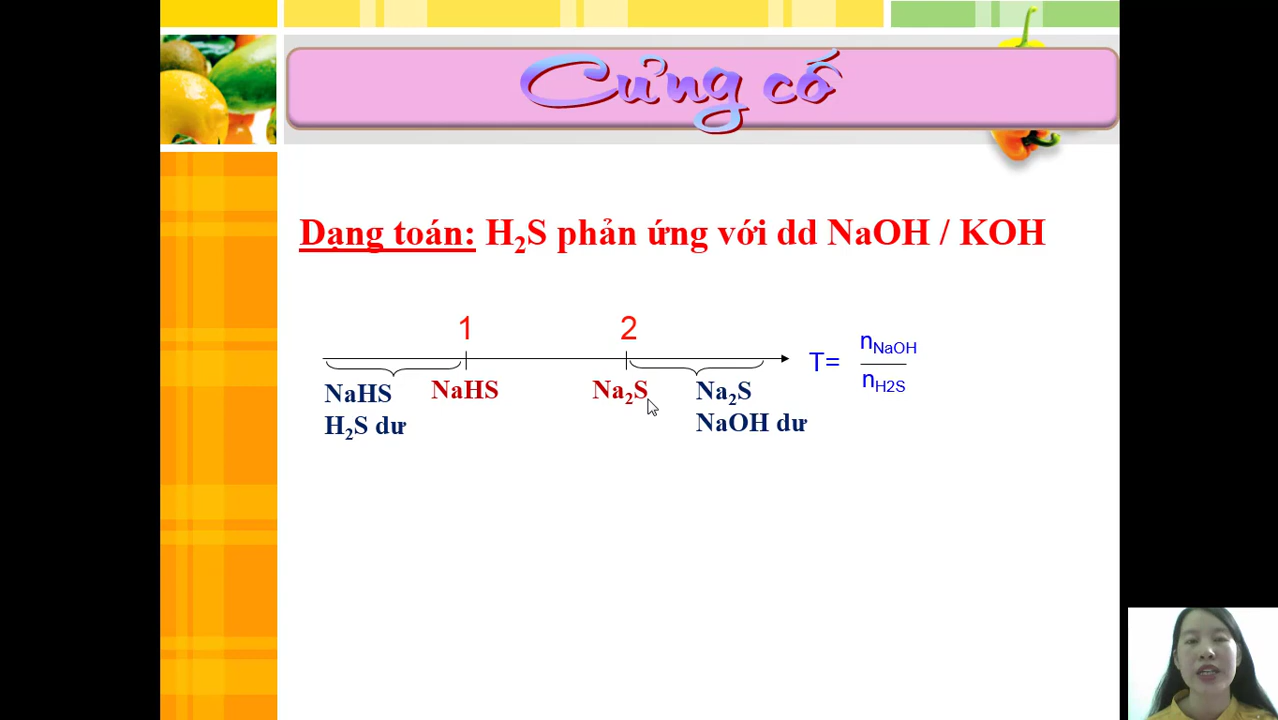 Củng cố
Dạng toán: H₂S phản ứng với dd NaOH / KOH
1 2
T= nNaOH
nH2S
NaHS NaHS Na₂S Na₂S
H₂S dư NaOH dư